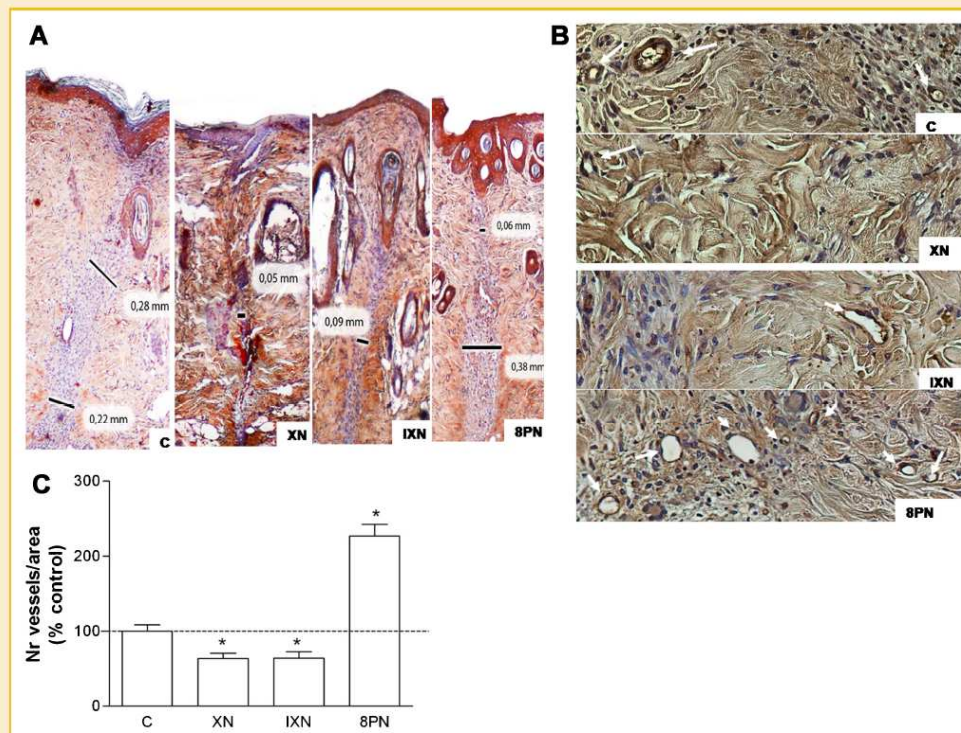 A
0,28 mm
0,22 mm
C
0,05 mm
XN
0,09 mm
IXN
0,06 mm
0,38 mm
8PN
B
C
XN
IXN
8PN
C
Nr vessels/area
(% control)
300
200
100
0
*
*
*
C
XN
IXN
8PN